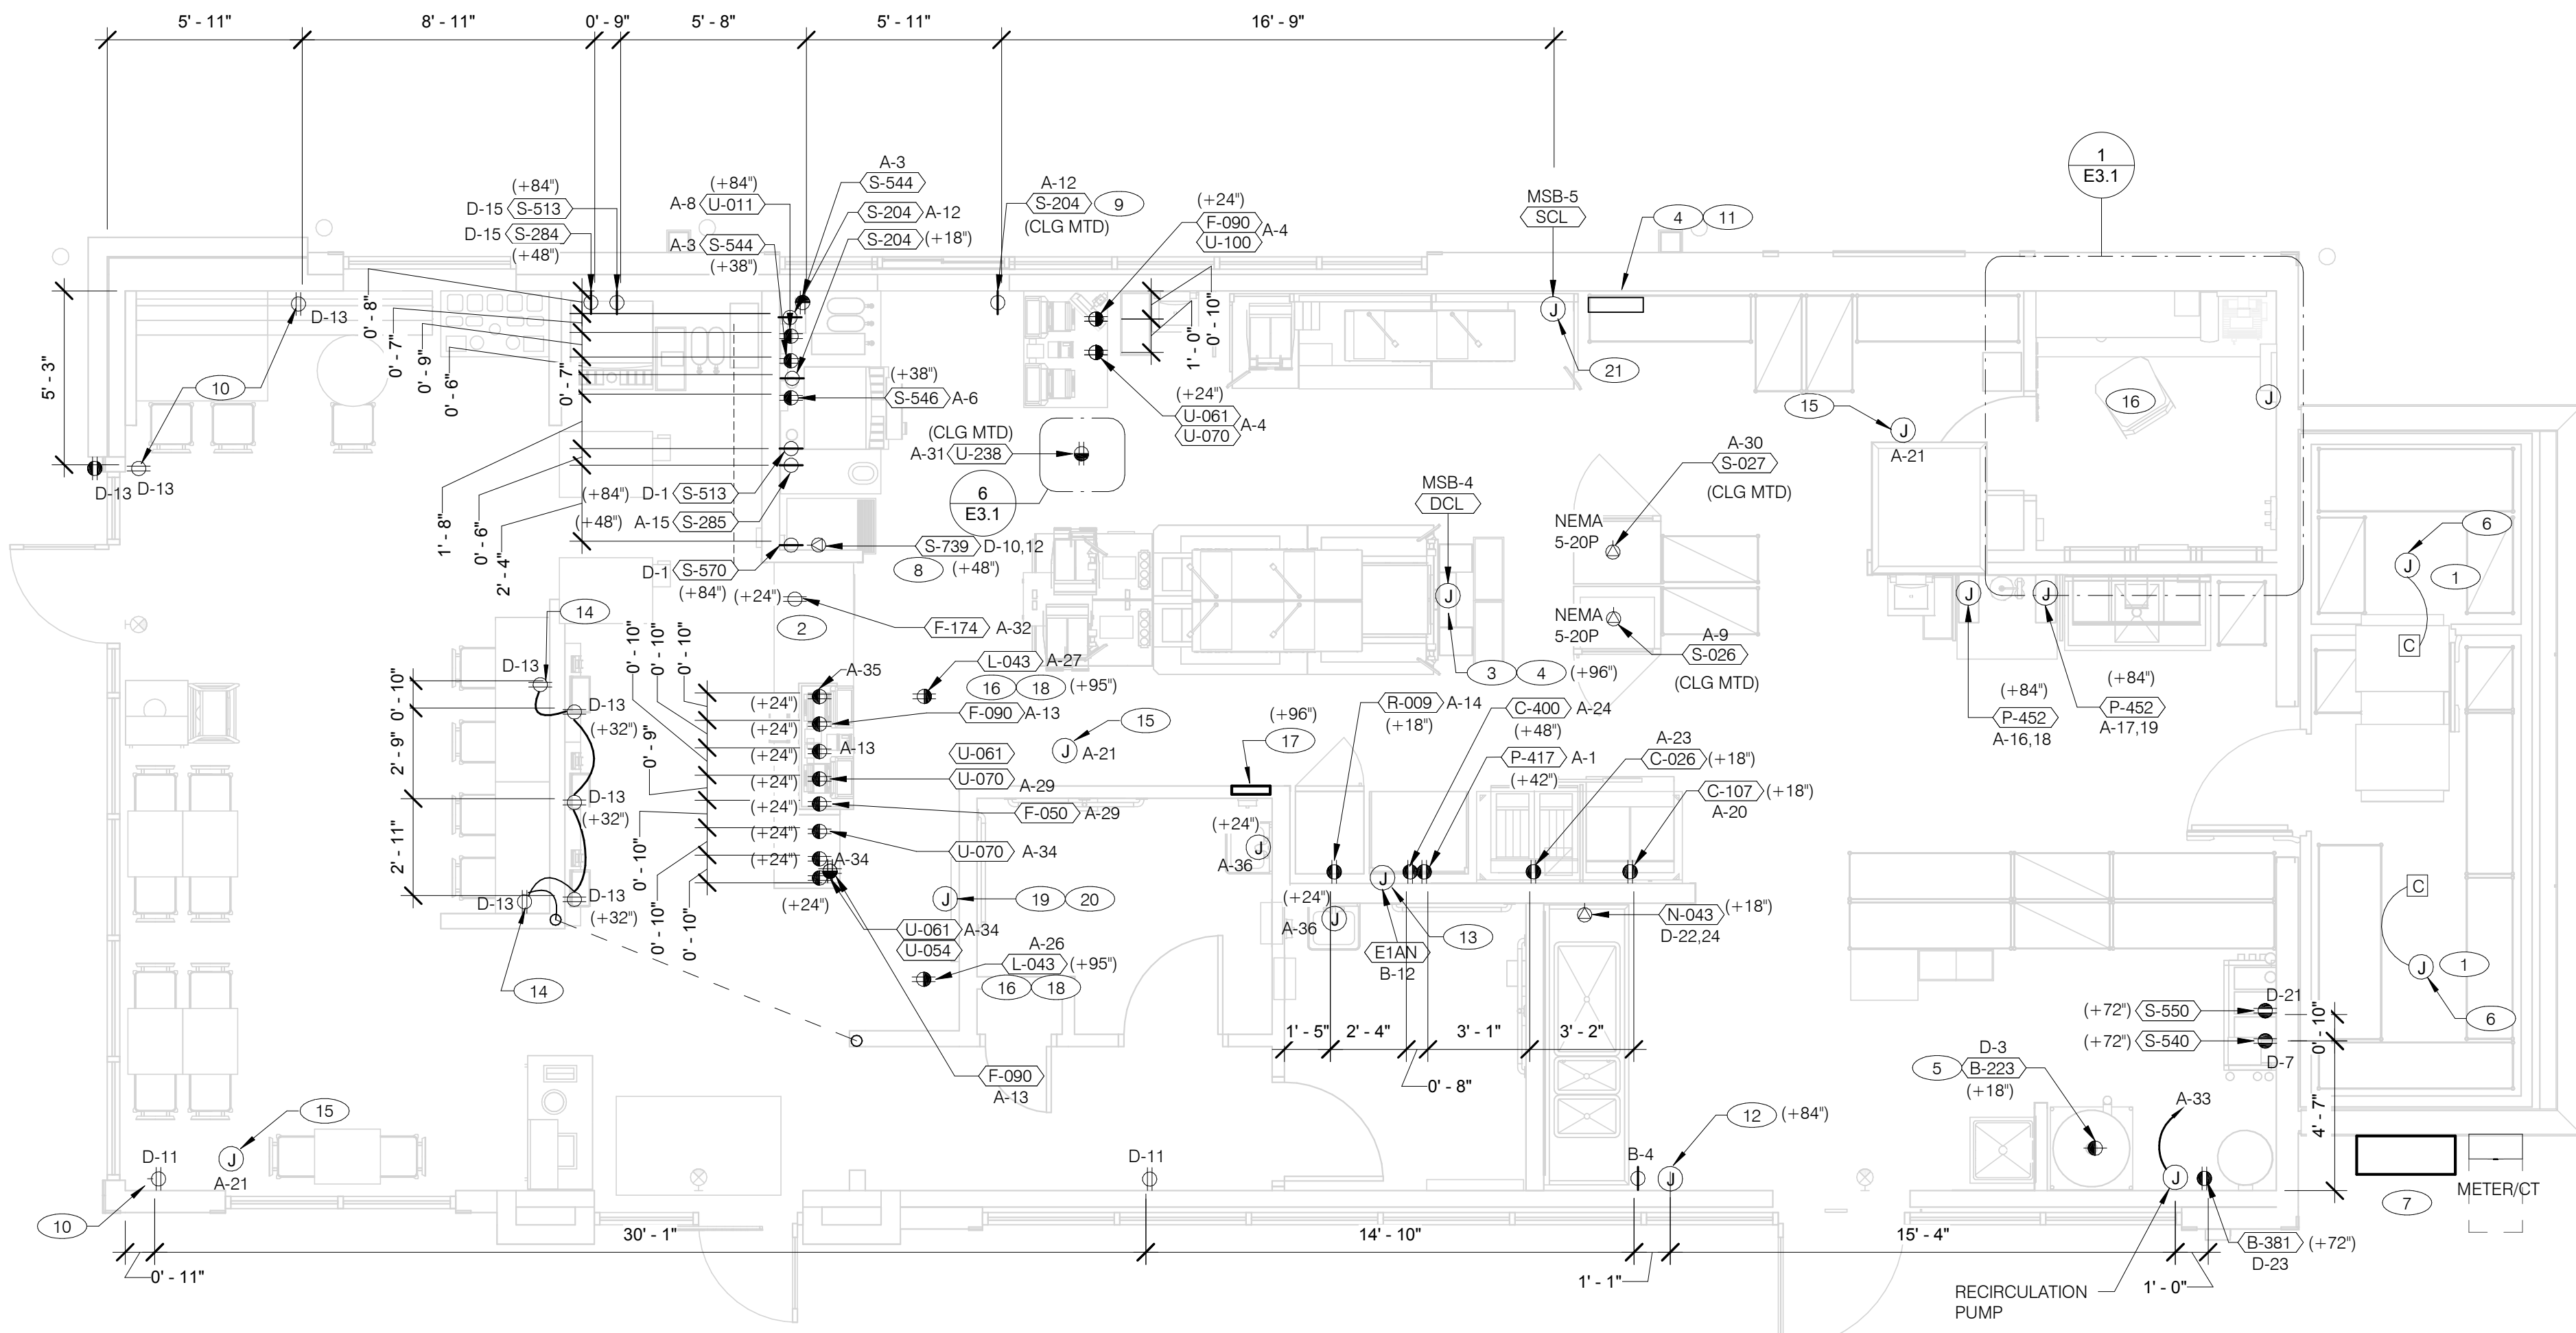 5' - 11" 8' - 11" 0' - 9" 5' - 8" 5' - 11" 16' - 9"
1
E3.1
A-3
S-544
(+84")
D-15 S-513
D-15 S-284
(+48")
(+84")
A-8 U-011
A-3 S-544
(+38")
S-204 A-12
S-204 (+18")
A-12
S-204 9
(CLG MTD)
(+24")
F-090
U-100
A-4
MSB-5
SCL
4 11
21
5' - 3"
10
D-13
D-13 D-13
0' - 8"
0' - 7"
0' - 9"
0' - 6"
0' - 7"
1' - 8"
0' - 6"
2' - 4"
1' - 0"
0' - 10"
(+38")
S-546 A-6
(+24")
U-061
U-070
A-4
(CLG MTD)
A-31 U-238
6
E3.1
(+84") D-1 S-513
(+48") A-15 S-285
D-1 S-570
(+84")
S-739 D-10,12
8 (+48")
(+24")
2
F-174 A-32
MSB-4
DCL
3 4 (+96")
A-30
S-027
(CLG MTD)
NEMA
5-20P
NEMA
5-20P
A-9
S-026
(CLG MTD)
15
J
A-21
16
J
J
J
J
J
(+84")
P-452
A-16,18
(+84")
P-452
A-17,19
6
J
1
C
C
J
1
6
14
D-13
D-13
(+32")
D-13
(+32")
D-13
D-13
(+32")
14
0' - 10"
2' - 9"
2' - 11"
0' - 10"
0' - 10"
0' - 10"
0' - 9"
0' - 10"
0' - 10"
0' - 10"
A-35
(+24")
(+24")
(+24")
(+24")
(+24")
(+24")
(+24")
(+24")
A-13
A-34
L-043 A-27
16 18 (+95")
F-090 A-13
U-061
U-070 A-29
F-050 A-29
U-070 A-34
15
J A-21
J 19 20
U-061 A-34
U-054
A-26
L-043 (+95")
16 18
F-090
A-13
(+96")
17
(+24")
J
A-36
(+24")
J
A-36
R-009 A-14
(+18")
C-400 A-24
(+48")
P-417 A-1
(+42")
A-23
C-026 (+18")
C-107 (+18")
A-20
J
13
E1AN
B-12
N-043 (+18")
D-22,24
1' - 5" 2' - 4" 3' - 1" 3' - 2"
0' - 8"
D-21
(+72") S-550
(+72") S-540
D-7
0' - 10"
4' - 7"
D-3
5 B-223
(+18")
A-33
J
12 (+84")
B-4
J
D-11
15
J
A-21
D-11
10
7
METER/CT
30' - 1" 14' - 10" 15' - 4"
0' - 11"
1' - 1"
1' - 0"
B-381 (+72")
D-23
RECIRCULATION
PUMP